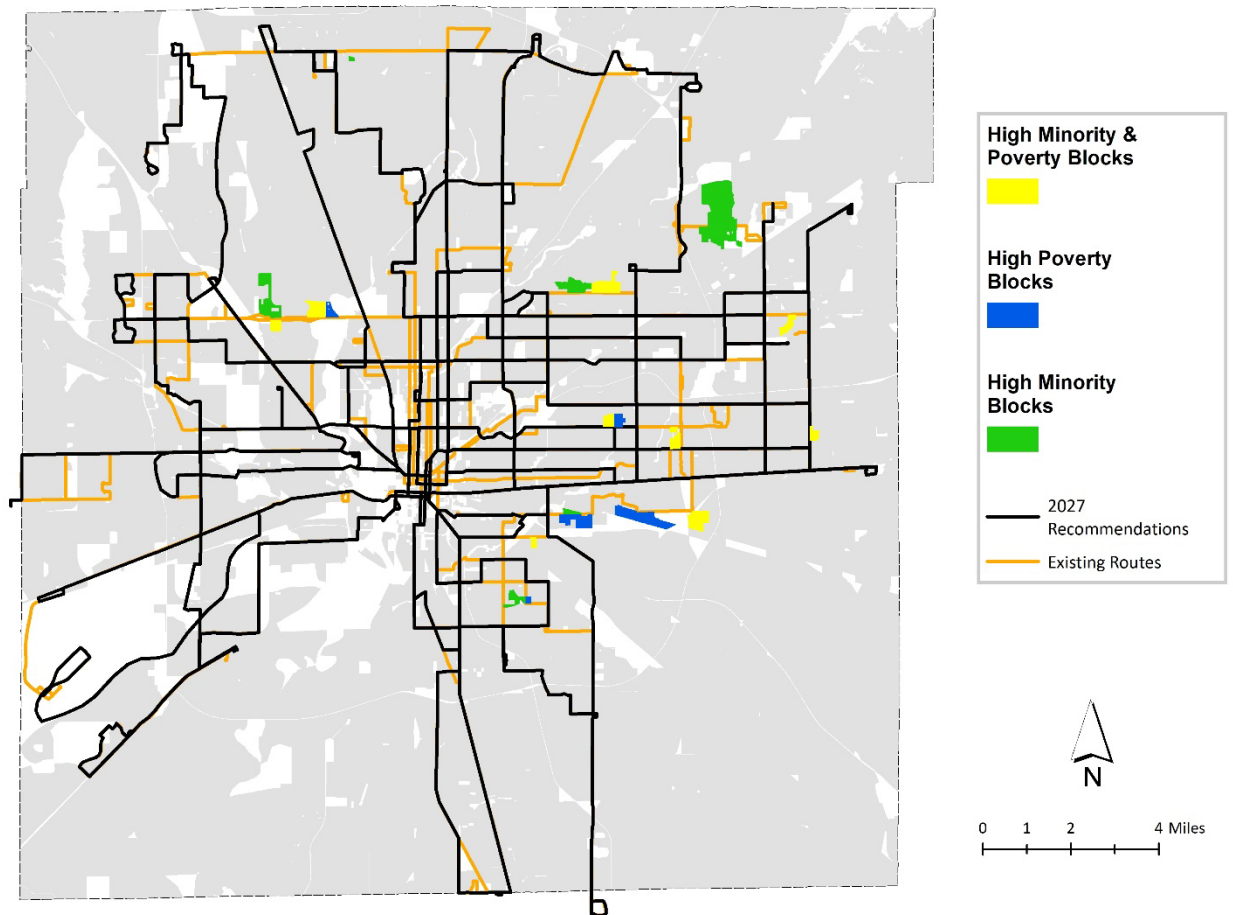 High Minority &
Poverty Blocks
High Poverty
Blocks
High Minority
Blocks
2027
Recommendations
Existing Routes
N
0 1 2 4 Miles